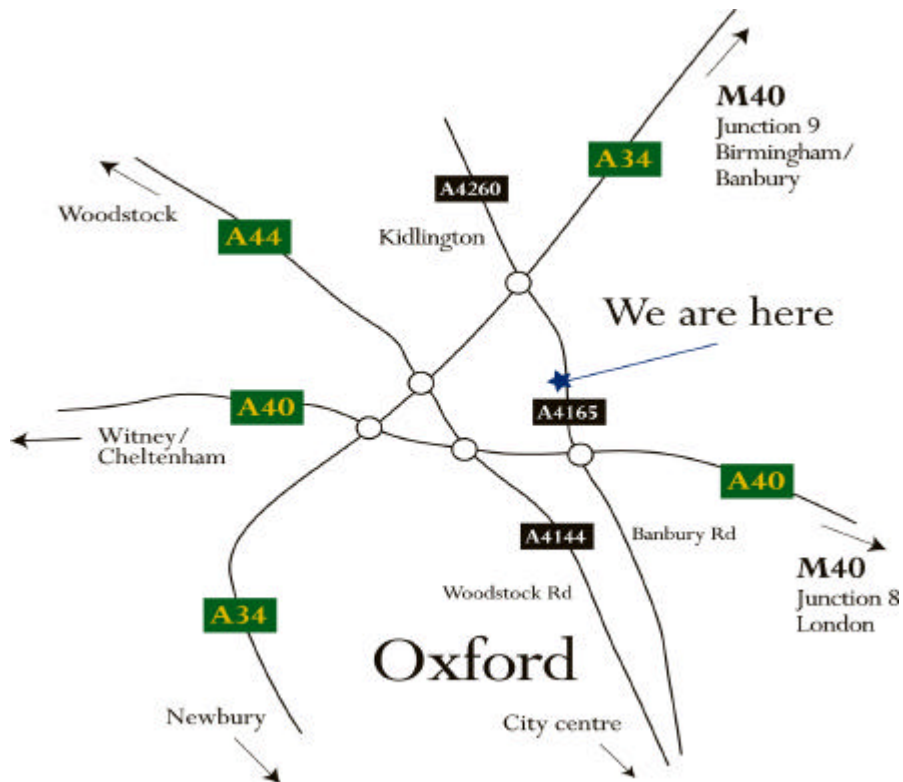 M40
Junction 9
Birmingham/
Banbury
A34
A4260
Woodstock
A44
Kidlington
We are here
A40
A4165
Witney/
Cheltenham
A40
A4144
Banbury Rd
M40
Junction 8
London
Woodstock Rd
A34
Oxford
Newbury
City centre